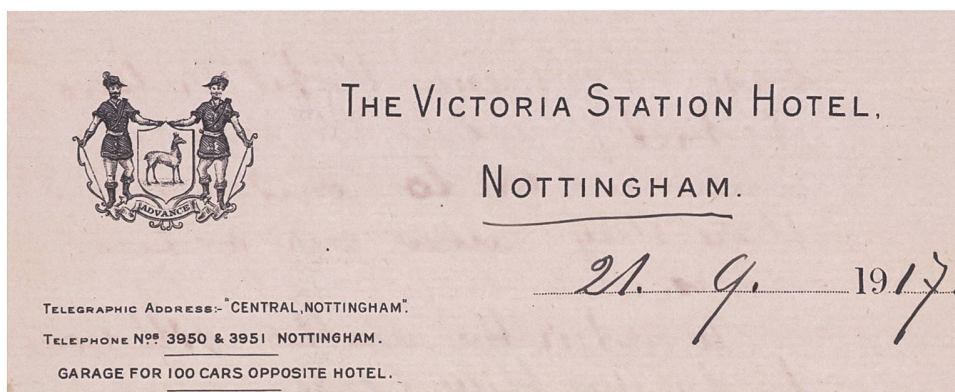 THE VICTORIA STATION HOTEL,
NOTTINGHAM.
ADVANCE
21. 9. 1917.
TELEGRAPHIC ADDRESS:- "CENTRAL, NOTTINGHAM".
TELEPHONE Nos. 3950 & 3951 NOTTINGHAM.
GARAGE FOR 100 CARS OPPOSITE HOTEL.